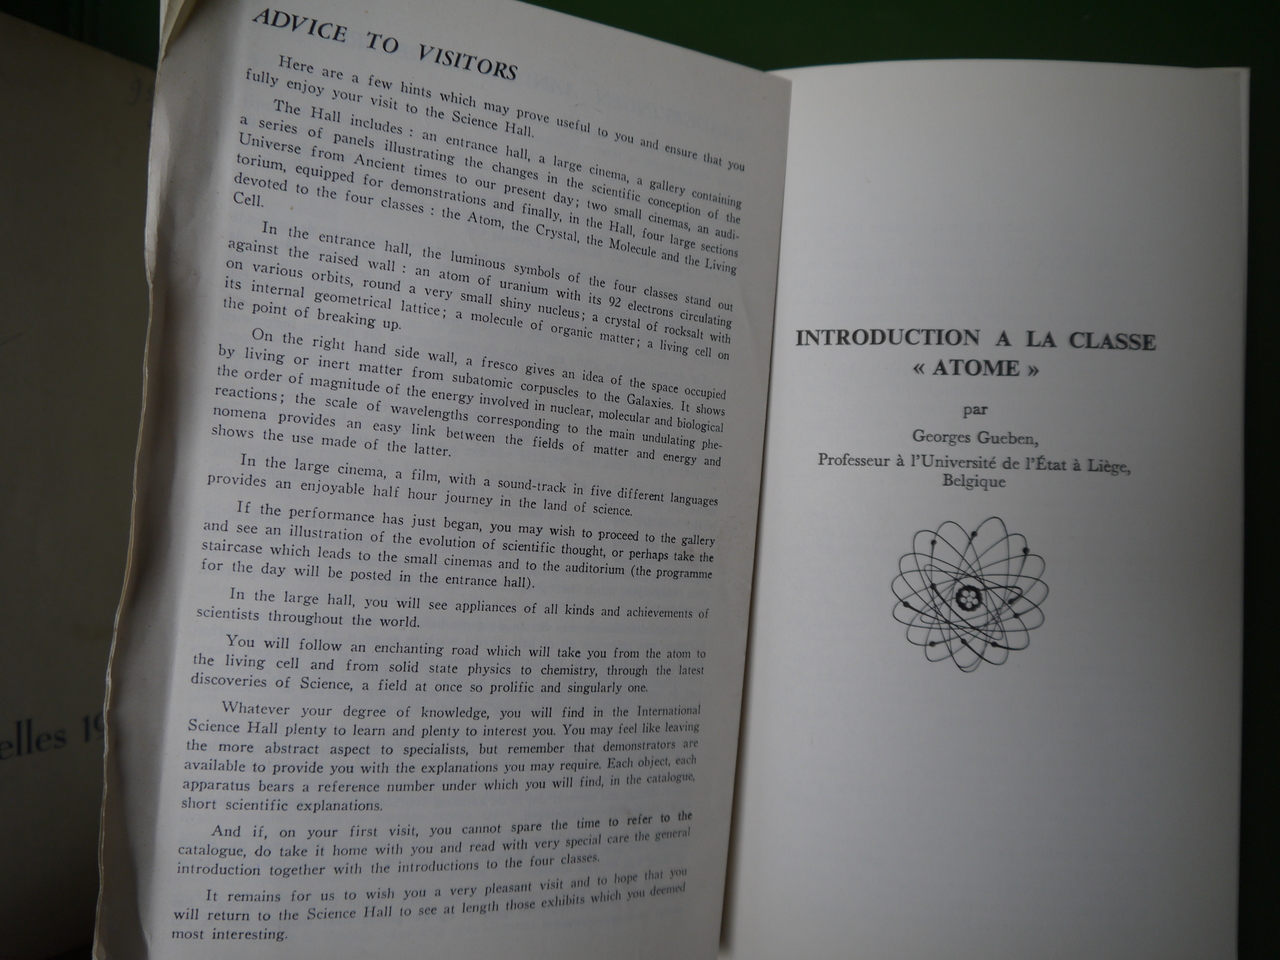 ADVICE TO VISITORS
Here are a few hints which may prove useful to you and ensure that you
fully enjoy your visit to the Science Hall.
The Hall includes : an entrance hall, a large cinema, a gallery containing
a series of panels illustrating the changes in the scientific conception of the
Universe from Ancient times to our present day; two small cinemas, an audi-
torium, equipped for demonstrations and finally, in the Hall, four large sections
devoted to the four classes : the Atom, the Crystal, the Molecule and the Living
Cell.
In the entrance hall, the luminous symbols of the four classes stand out
against the raised wall : an atom of uranium with its 92 electrons circulating
on various orbits, round a very small shiny nucleus; a crystal of rocksalt with
its internal geometrical lattice; a molecule of organic matter; a living cell on
the point of breaking up.
On the right hand side wall, a fresco gives an idea of the space occupied
by living or inert matter from subatomic corpuscles to the Galaxies. It shows
the order of magnitude of the energy involved in nuclear, molecular and biological
reactions; the scale of wavelengths corresponding to the main undulating phe-
nomena provides an easy link between the fields of matter and energy and
shows the use made of the latter.
In the large cinema, a film, with a sound-track in five different languages
provides an enjoyable half hour journey in the land of science.
If the performance has just began, you may wish to proceed to the gallery
and see an illustration of the evolution of scientific thought, or perhaps take the
staircase which leads to the small cinemas and to the auditorium (the programme
for the day will be posted in the entrance hall).
In the large hall, you will see appliances of all kinds and achievements of
scientists throughout the world.
You will follow an enchanting road which will take you from the atom to
the living cell and from solid state physics to chemistry, through the latest
discoveries of Science, a field at once so prolific and singularly one.
Whatever your degree of knowledge, you will find in the International
Science Hall plenty to learn and plenty to interest you. You may feel like leaving
the more abstract aspect to specialists, but remember that demonstrators are
available to provide you with the explanations you may require. Each object, each
apparatus bears a reference number under which you will find, in the catalogue,
short scientific explanations.
And if, on your first visit, you cannot spare the time to refer to the
catalogue, do take it home with you and read with very special care the general
introduction together with the introductions to the four classes.
It remains for us to wish you a very pleasant visit and to hope that you
will return to the Science Hall to see at length those exhibits which you deemed
most interesting.
INTRODUCTION A LA CLASSE
« ATOME »
par
Georges Gueben,
Professeur à l'Université de l'État à Liège,
Belgique
elles 19